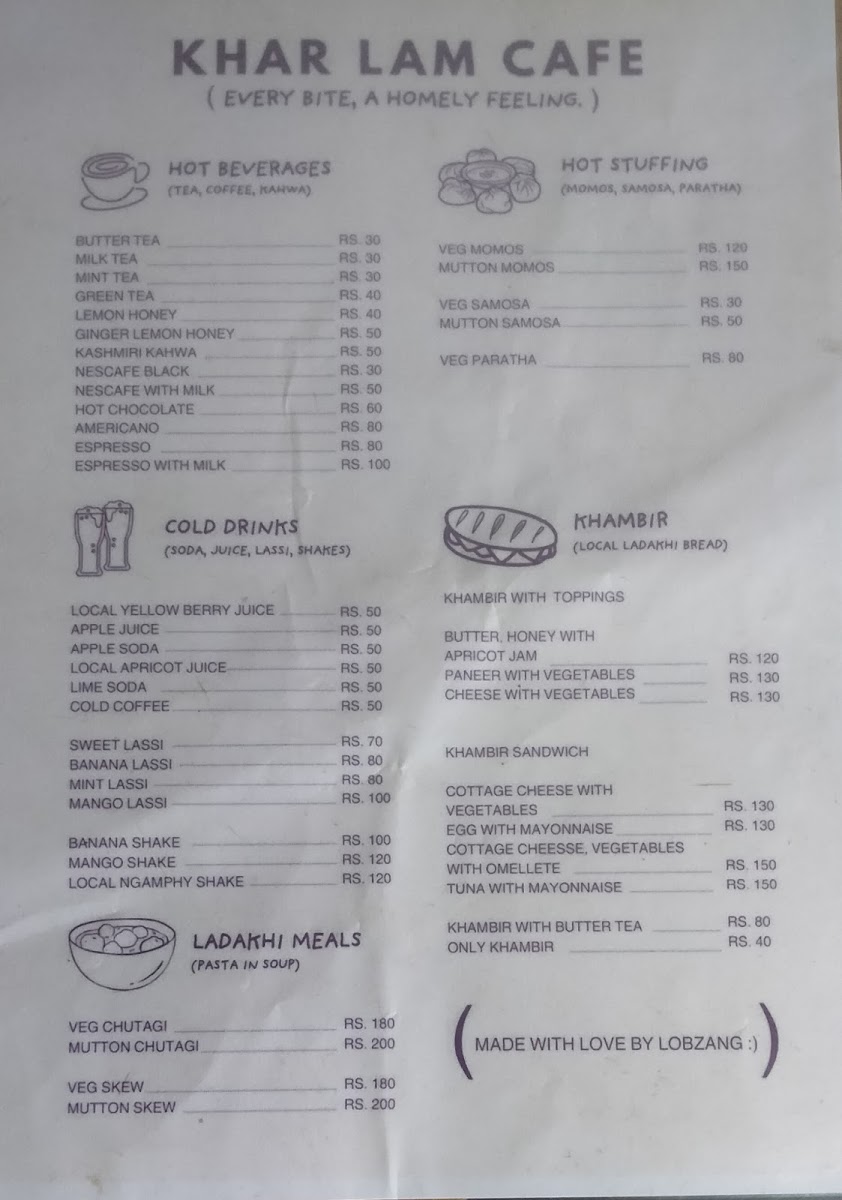 KHAR LAM CAFE
( EVERY BITE, A HOMELY FEELING. )
HOT BEVERAGES
(TEA, COFFEE, KAHWA)
BUTTER TEA RS. 30
MILK TEA RS. 30
MINT TEA RS. 30
GREEN TEA RS. 40
LEMON HONEY RS. 40
GINGER LEMON HONEY RS. 50
KASHMIRI KAHWA RS. 50
NESCAFE BLACK RS. 30
NESCAFE WITH MILK RS. 50
HOT CHOCOLATE RS. 60
AMERICANO RS. 80
ESPRESSO RS. 80
ESPRESSO WITH MILK RS. 100
COLD DRINKS
(SODA, JUICE, LASSI, SHAKES)
LOCAL YELLOW BERRY JUICE RS. 50
APPLE JUICE RS. 50
APPLE SODA RS. 50
LOCAL APRICOT JUICE RS. 50
LIME SODA RS. 50
COLD COFFEE RS. 50
SWEET LASSI RS. 70
BANANA LASSI RS. 80
MINT LASSI RS. 80
MANGO LASSI RS. 100
BANANA SHAKE RS. 100
MANGO SHAKE RS. 120
LOCAL NGAMPHY SHAKE RS. 120
LADAKHI MEALS
(PASTA IN SOUP)
VEG CHUTAGI RS. 180
MUTTON CHUTAGI RS. 200
VEG SKEW RS. 180
MUTTON SKEW RS. 200
HOT STUFFING
(MOMOS, SAMOSA, PARATHA)
VEG MOMOS RS. 120
MUTTON MOMOS RS. 150
VEG SAMOSA RS. 30
MUTTON SAMOSA RS. 50
VEG PARATHA RS. 80
KHAMBIR
(LOCAL LADAKHI BREAD)
KHAMBIR WITH TOPPINGS
BUTTER, HONEY WITH
APRICOT JAM RS. 120
PANEER WITH VEGETABLES RS. 130
CHEESE WITH VEGETABLES RS. 130
KHAMBIR SANDWICH
COTTAGE CHEESE WITH
VEGETABLES RS. 130
EGG WITH MAYONNAISE RS. 130
COTTAGE CHEESSE, VEGETABLES
WITH OMELLETE RS. 150
TUNA WITH MAYONNAISE RS. 150
KHAMBIR WITH BUTTER TEA RS. 80
ONLY KHAMBIR RS. 40
( MADE WITH LOVE BY LOBZANG :) )